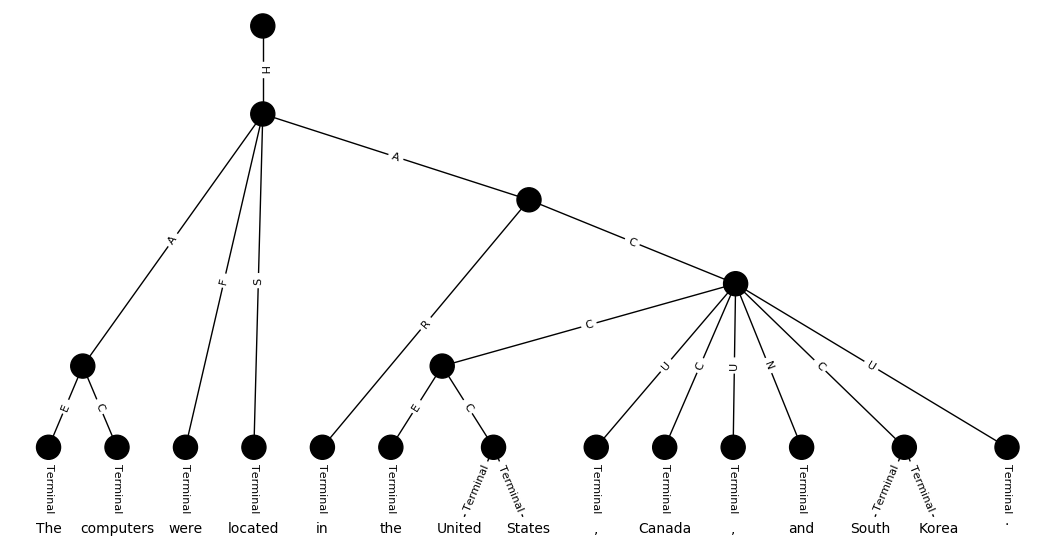 H
A
A
F
S
C
R
C
U
C
U
N
C
U
E
C
E
C
Terminal Terminal Terminal Terminal Terminal Terminal Terminal Terminal Terminal Terminal Terminal Terminal Terminal Terminal Terminal
The computers were located in the United States , Canada , and South Korea .